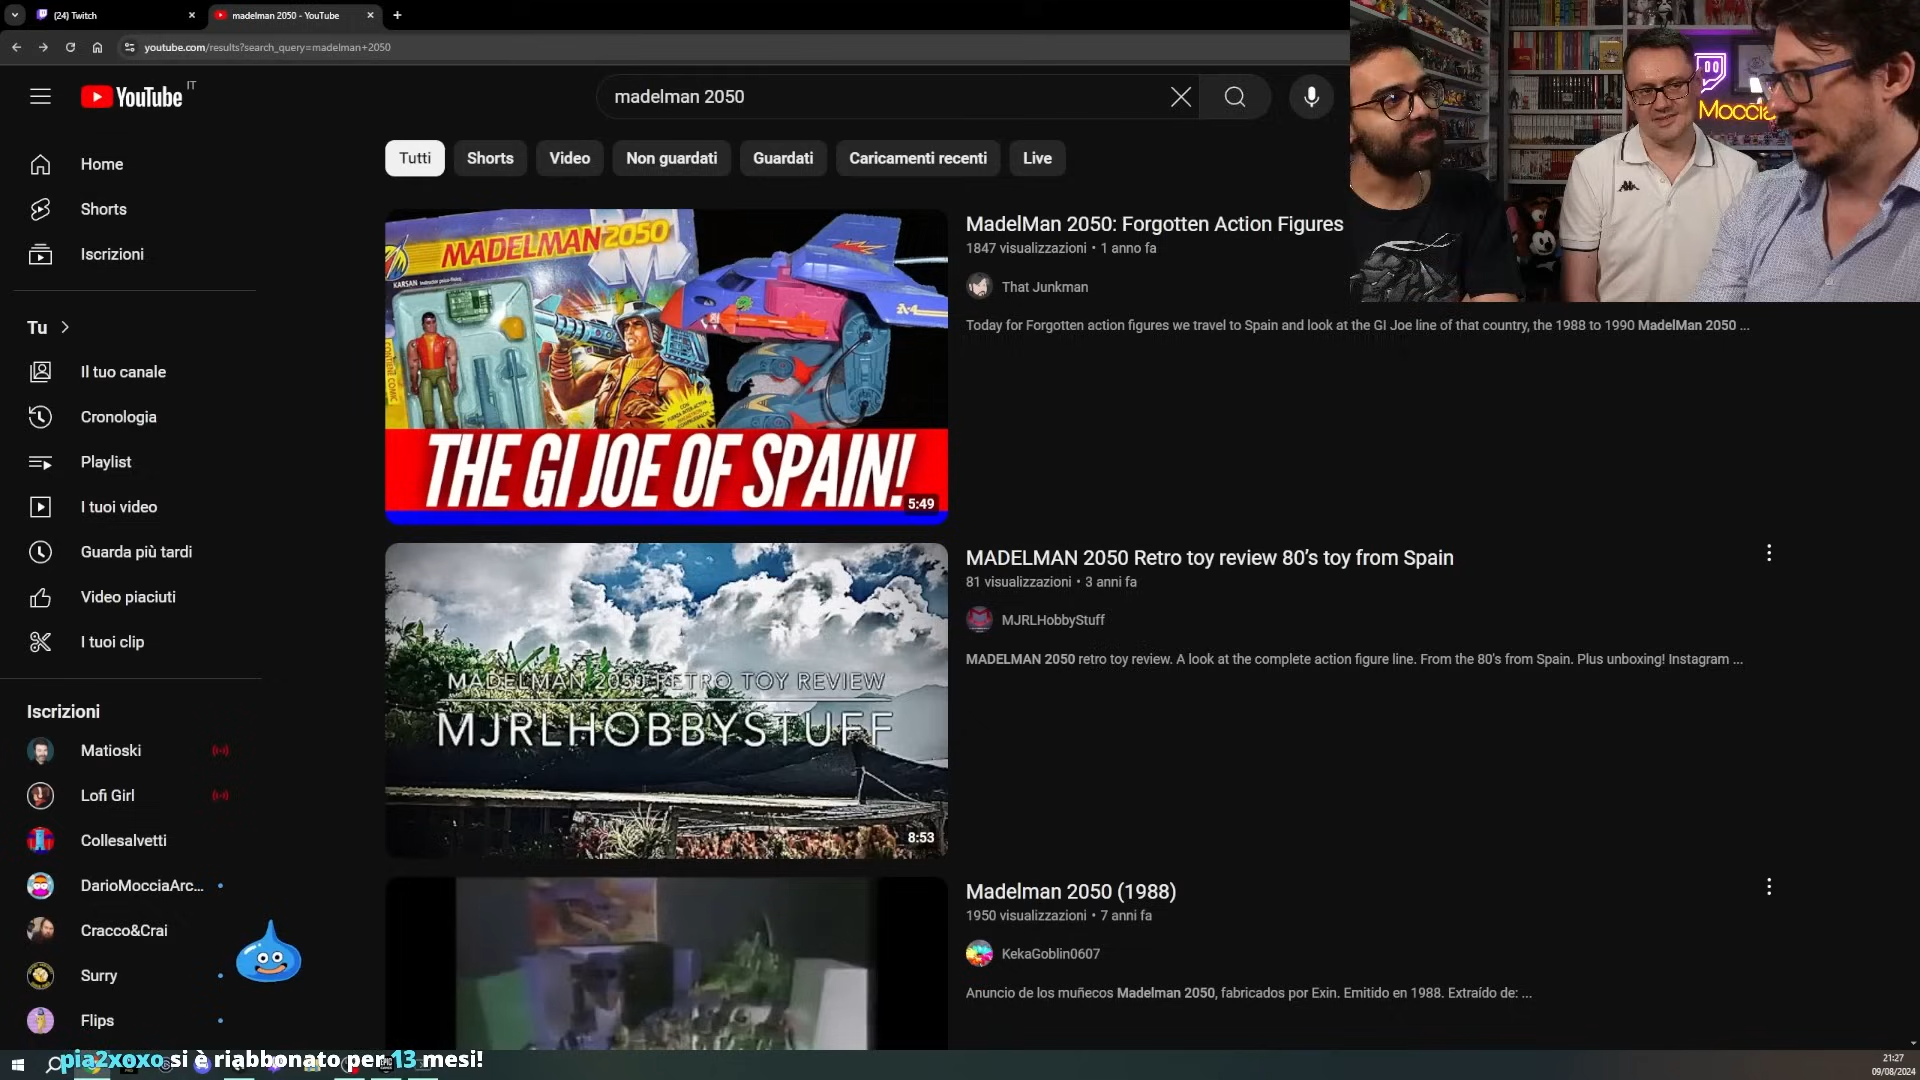 (24) Twitch
madelman 2050 - YouTube
youtube.com/results?search_query=madelman+2050
YouTube IT
madelman 2050
Tutti
Shorts
Video
Non guardati
Guardati
Caricamenti recenti
Live
Home
Shorts
Iscrizioni
Tu
Il tuo canale
Cronologia
Playlist
I tuoi video
Guarda più tardi
Video piaciuti
I tuoi clip
Iscrizioni
Matioski
Lofi Girl
Collesalvetti
DarioMocciaArc...
Cracco&Crai
Surry
Flips
MADELMAN 2050
KARSAN
THE GI JOE OF SPAIN!
5:49
MadelMan 2050: Forgotten Action Figures
1847 visualizzazioni • 1 anno fa
That Junkman
Today for Forgotten action figures we travel to Spain and look at the GI Joe line of that country, the 1988 to 1990 MadelMan 2050 ...
MADELMAN 2050 RETRO TOY REVIEW
MJRLHOBBYSTUFF
8:53
MADELMAN 2050 Retro toy review 80’s toy from Spain
81 visualizzazioni • 3 anni fa
MJRLHobbyStuff
MADELMAN 2050 retro toy review. A look at the complete action figure line. From the 80's from Spain. Plus unboxing! Instagram ...
Madelman 2050 (1988)
1950 visualizzazioni • 7 anni fa
KekaGoblin0607
Anuncio de los muñecos Madelman 2050, fabricados por Exin. Emitido en 1988. Extraído de: ...
Moccia
pia2xoxo si è riabbonato per 13 mesi!
21:27
09/08/2024